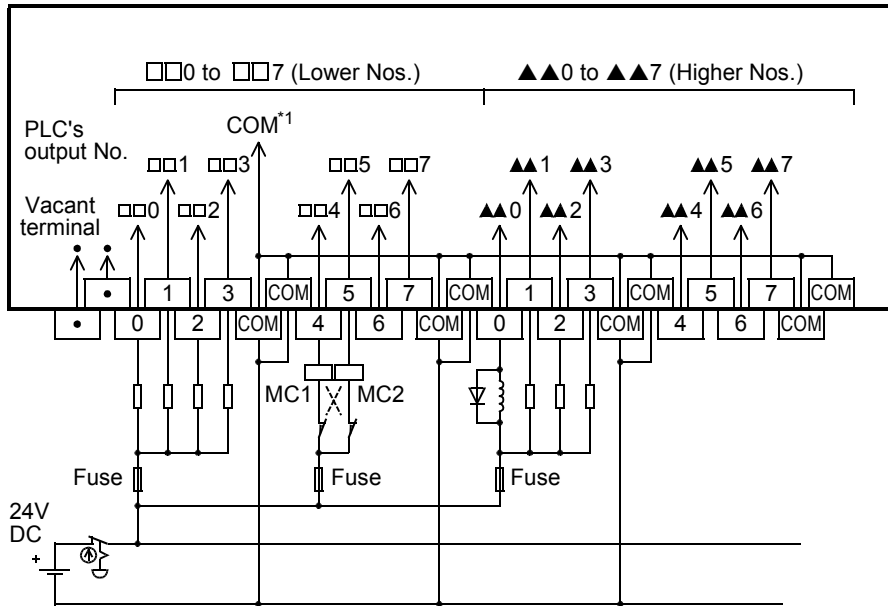 □□0 to □□7 (Lower Nos.) ▲▲0 to ▲▲7 (Higher Nos.)
COM*1
PLC's
output No.
□□1 □□3 □□5 □□7 ▲▲1 ▲▲3 ▲▲5 ▲▲7
Vacant
terminal
□□0 □□2 □□4 □□6 ▲▲0 ▲▲2 ▲▲4 ▲▲6
1 3 COM 5 7 COM 1 3 COM 5 7 COM
0 2 COM 4 6 COM 0 2 COM 4 6 COM
MC1 MC2
Fuse Fuse Fuse
24V
DC
+